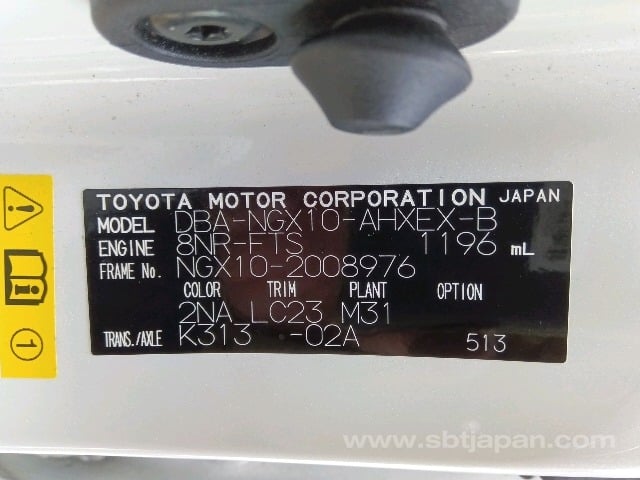 TOYOTA MOTOR CORPORATION JAPAN
MODEL DBA-NGX10-AHXEX-B
ENGINE 8NR-FTS 1196 mL
FRAME No. NGX10-2008976
COLOR TRIM PLANT OPTION
2NA LC23 M31
TRANS./AXLE K313 -02A 513
1
www.sbtjapan.com